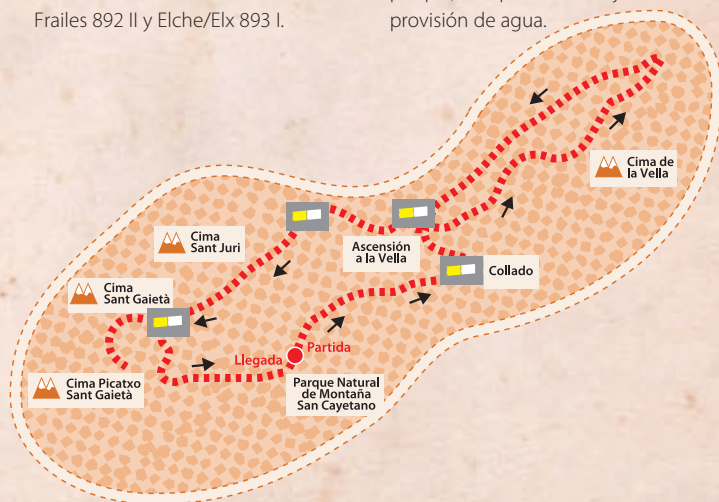 Frailes 892 II y Elche/Elx 893 I.
provisión de agua.
Cima de
la Vella
Cima
Sant Juri
Ascensión
a la Vella
Collado
Cima
Sant Gaietà
Partida
Llegada
Cima Picatxo
Sant Gaietà
Parque Natural
de Montaña
San Cayetano